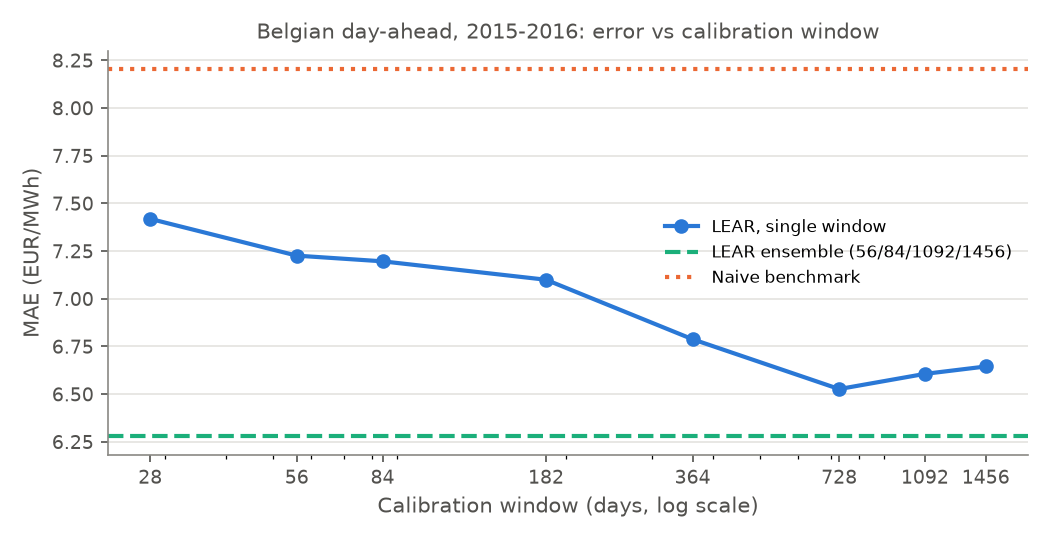 Belgian day-ahead, 2015-2016: error vs calibration window
MAE (EUR/MWh)
8.25
8.00
7.75
7.50
7.25
7.00
6.75
6.50
6.25
LEAR, single window
LEAR ensemble (56/84/1092/1456)
Naive benchmark
28 56 84 182 364 728 1092 1456
Calibration window (days, log scale)